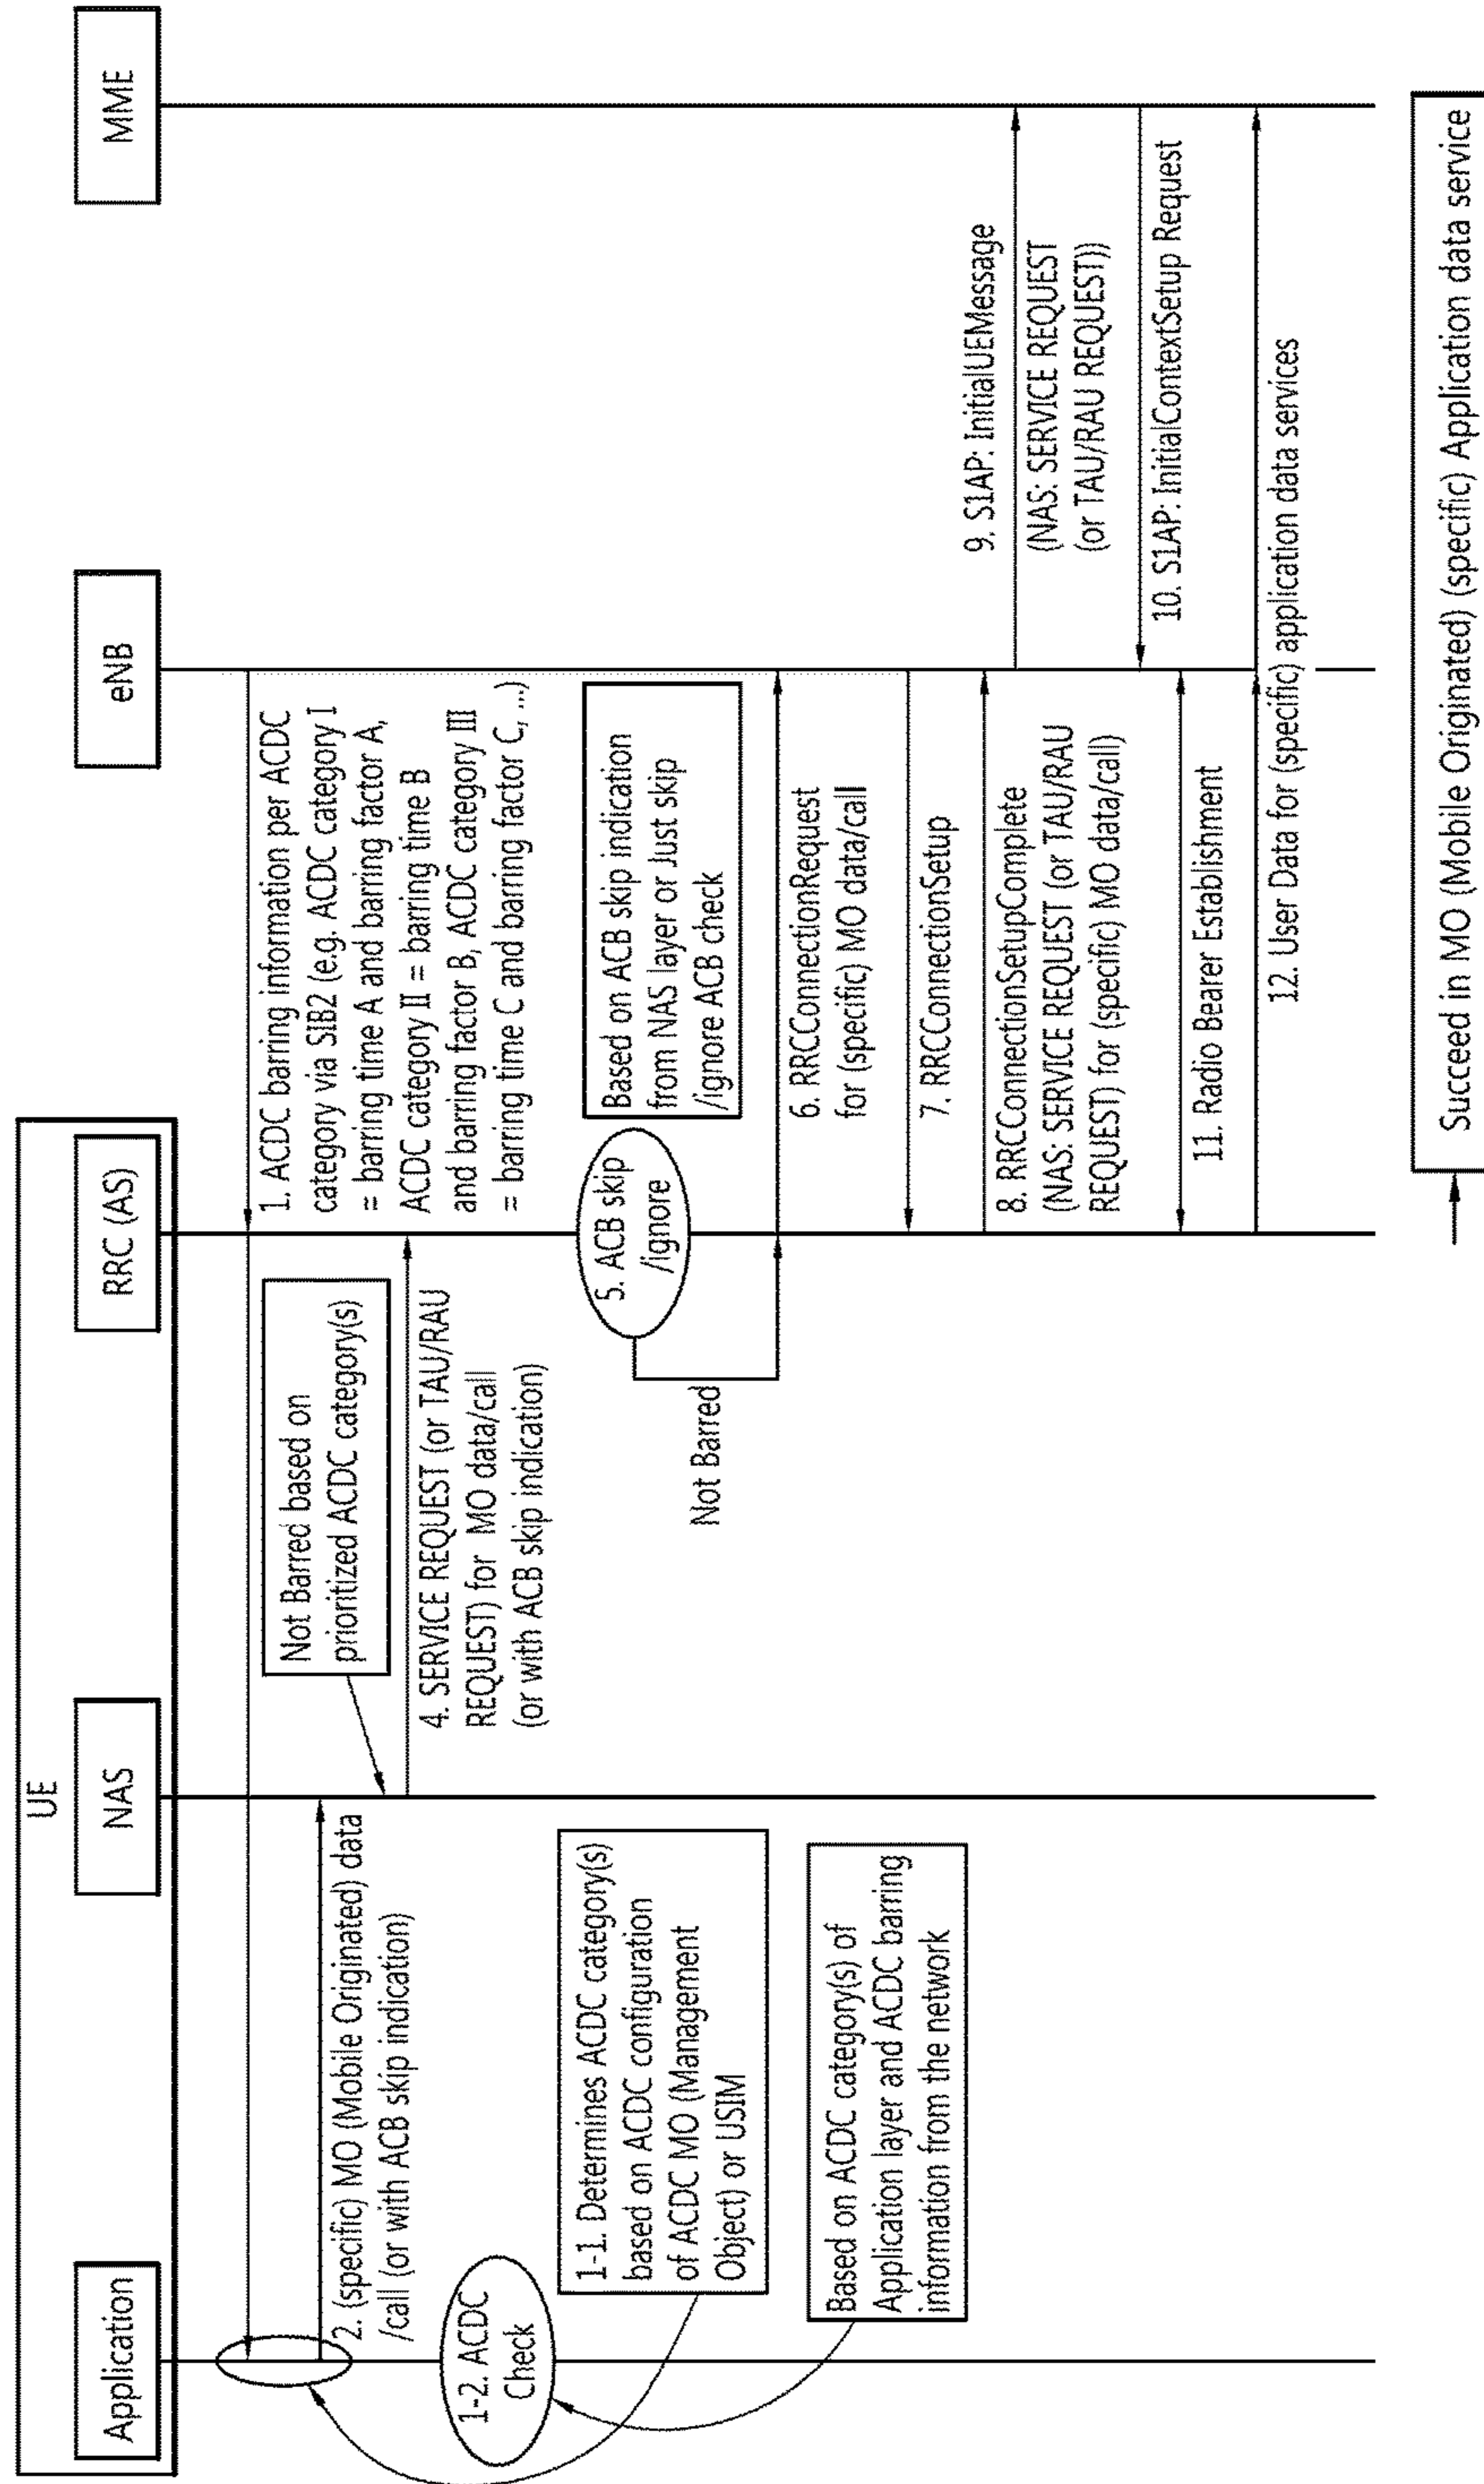 UE
Application
NAS
RRC (AS)
eNB
MME
1. ACDC barring information per ACDC
category via SIB2 (e.g. ACDC category I
= barring time A and barring factor A,
ACDC category II = barring time B
and barring factor B, ACDC category III
= barring time C and barring factor C, ...)
2. (specific) MO (Mobile Originated) data
/call (or with ACB skip indication)
Not Barred based on
prioritized ACDC category(s)
4. SERVICE REQUEST (or TAU/RAU
REQUEST) for MO data/call
(or with ACB skip indication)
1-2. ACDC
Check
1-1. Determines ACDC category(s)
based on ACDC configuration
of ACDC MO (Management
Object) or USIM
Based on ACDC category(s) of
Application layer and ACDC barring
information from the network
5. ACB skip
/ignore
Based on ACB skip indication
from NAS layer or Just skip
/ignore ACB check
Not Barred
6. RRCConnectionRequest
for (specific) MO data/call
7. RRCConnectionSetup
8. RRCConnectionSetupComplete
(NAS: SERVICE REQUEST (or TAU/RAU
REQUEST) for (specific) MO data/call)
9. S1AP: InitialUEMessage
(NAS: SERVICE REQUEST
(or TAU/RAU REQUEST))
10. S1AP: InitialContextSetup Request
11. Radio Bearer Establishment
12. User Data for (specific) application data services
Succeed in MO (Mobile Originated) (specific) Application data service